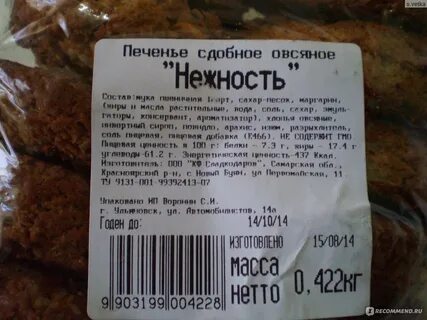 s.vetka
Печенье сдобное овсяное
"Нежность"
Состав:мука пшеничная 1сорт, сахар-песок, маргарин,
(жиры и масла растительные, вода, соль, сахар, эмуль-
гаторы, консервант, ароматизатор), хлопья овсяные,
инвертный сироп, повидло, арахис, изюм, разрыхлитель,
соль пищевая, пищевая добавка (Е466), НЕ СОДЕРЖИТ ГМО.
Пищевая ценность в 100 г: белки - 7.3 г, жиры - 17.4 г
углеводы-61.2 г. Энергетическая ценность-437 Ккал.
Изготовитель: ООО "КФ Сладкодаров", Самарская обл,
Красноярский р-н, с Новый Буян, ул Первомайская, 11
ТУ 9131-001-99392413-07
Упаковано ИП Воронин С.И.
г. Ульяновск, ул. Автомобилистов, 14а
Годен до: 14/10/14
ИЗГОТОВЛЕНО 15/08/14
масса
нетто 0,422кг
9 903199 004228
RECOMMEND.RU